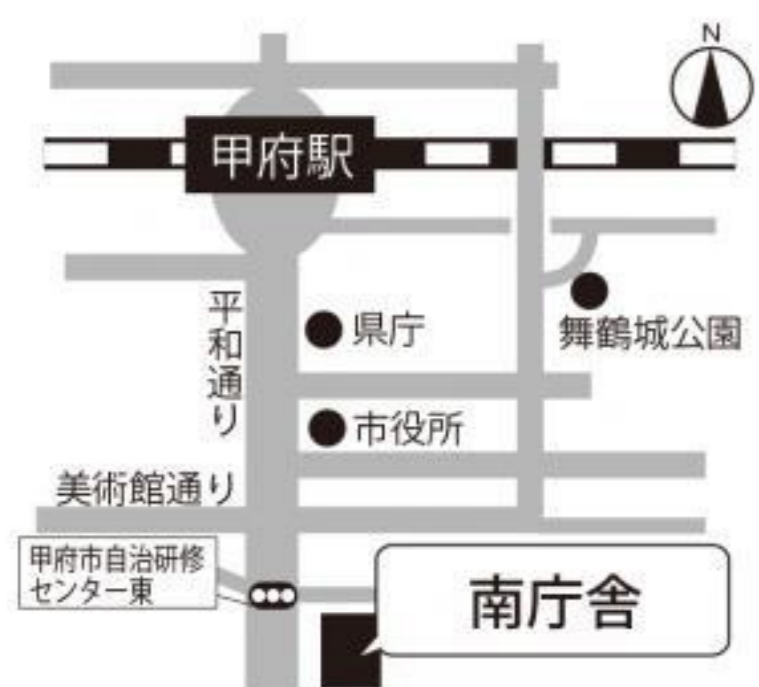 N
甲府駅
平和通り
県庁
舞鶴城公園
市役所
美術館通り
甲府市自治研修
センター東
南庁舎